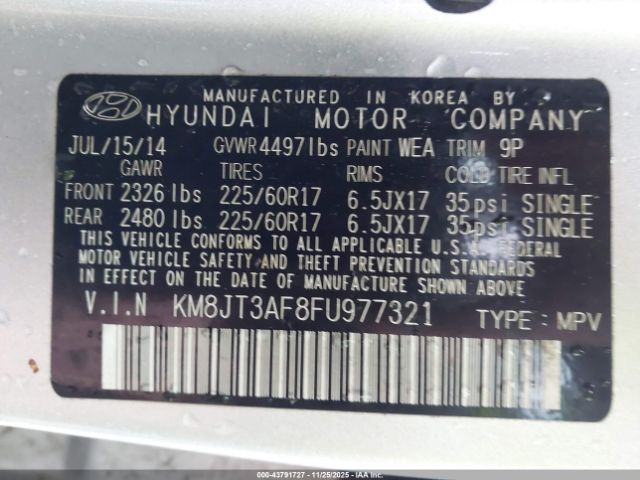 MANUFACTURED IN KOREA BY
HYUNDAI MOTOR COMPANY
JUL/15/14 GVWR 4497lbs PAINT WEA TRIM 9P
GAWR TIRES RIMS COLD TIRE INFL
FRONT 2326 lbs 225/60R17 6.5JX17 35psi SINGLE
REAR 2480 lbs 225/60R17 6.5JX17 35psi SINGLE
THIS VEHICLE CONFORMS TO ALL APPLICABLE U.S.A FEDERAL
MOTOR VEHICLE SAFETY AND THEFT PREVENTION STANDARDS
IN EFFECT ON THE DATE OF MANUFACTURE SHOWN ABOVE.
V.I.N KM8JT3AF8FU977321 TYPE : MPV
000-43791727 - 11/25/2025 - IAAI.COM